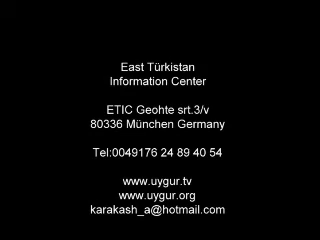 East Türkistan
Information Center
ETIC Geohte srt.3/v
80336 München Germany
Tel:0049176 24 89 40 54
www.uygur.tv
www.uygur.org
karakash_a@hotmail.com